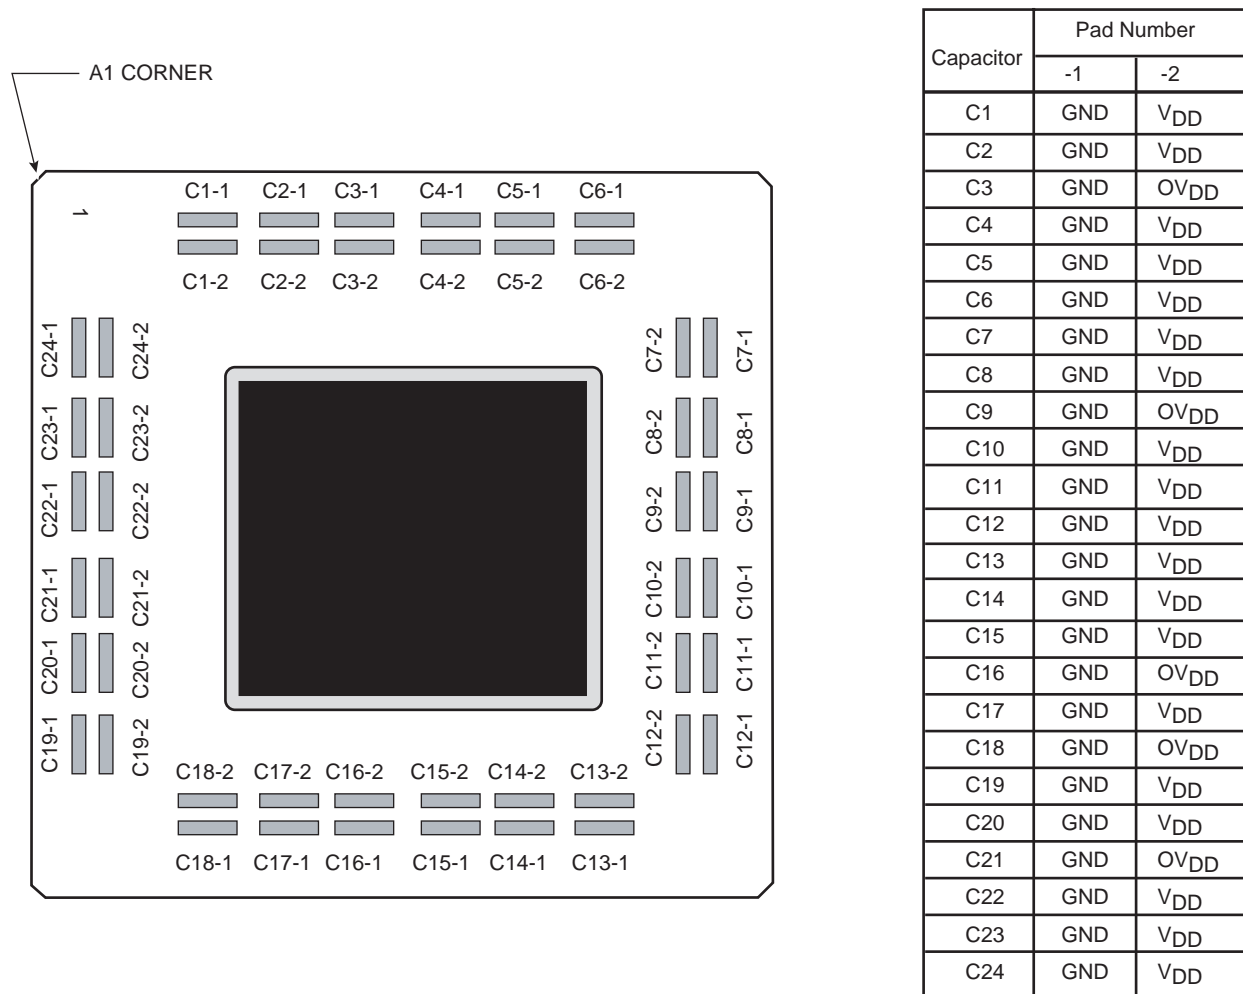 A1 CORNER
1
C1-1 C2-1 C3-1 C4-1 C5-1 C6-1
C1-2 C2-2 C3-2 C4-2 C5-2 C6-2
C24-1 C24-2 C7-2 C7-1
C23-1 C23-2 C8-2 C8-1
C22-1 C22-2 C9-2 C9-1
C21-1 C21-2 C10-2 C10-1
C20-1 C20-2 C11-2 C11-1
C19-1 C19-2 C12-2 C12-1
C18-2 C17-2 C16-2 C15-2 C14-2 C13-2
C18-1 C17-1 C16-1 C15-1 C14-1 C13-1
Capacitor Pad Number
-1 -2
C1 GND VDD
C2 GND VDD
C3 GND OVDD
C4 GND VDD
C5 GND VDD
C6 GND VDD
C7 GND VDD
C8 GND VDD
C9 GND OVDD
C10 GND VDD
C11 GND VDD
C12 GND VDD
C13 GND VDD
C14 GND VDD
C15 GND VDD
C16 GND OVDD
C17 GND VDD
C18 GND OVDD
C19 GND VDD
C20 GND VDD
C21 GND OVDD
C22 GND VDD
C23 GND VDD
C24 GND VDD